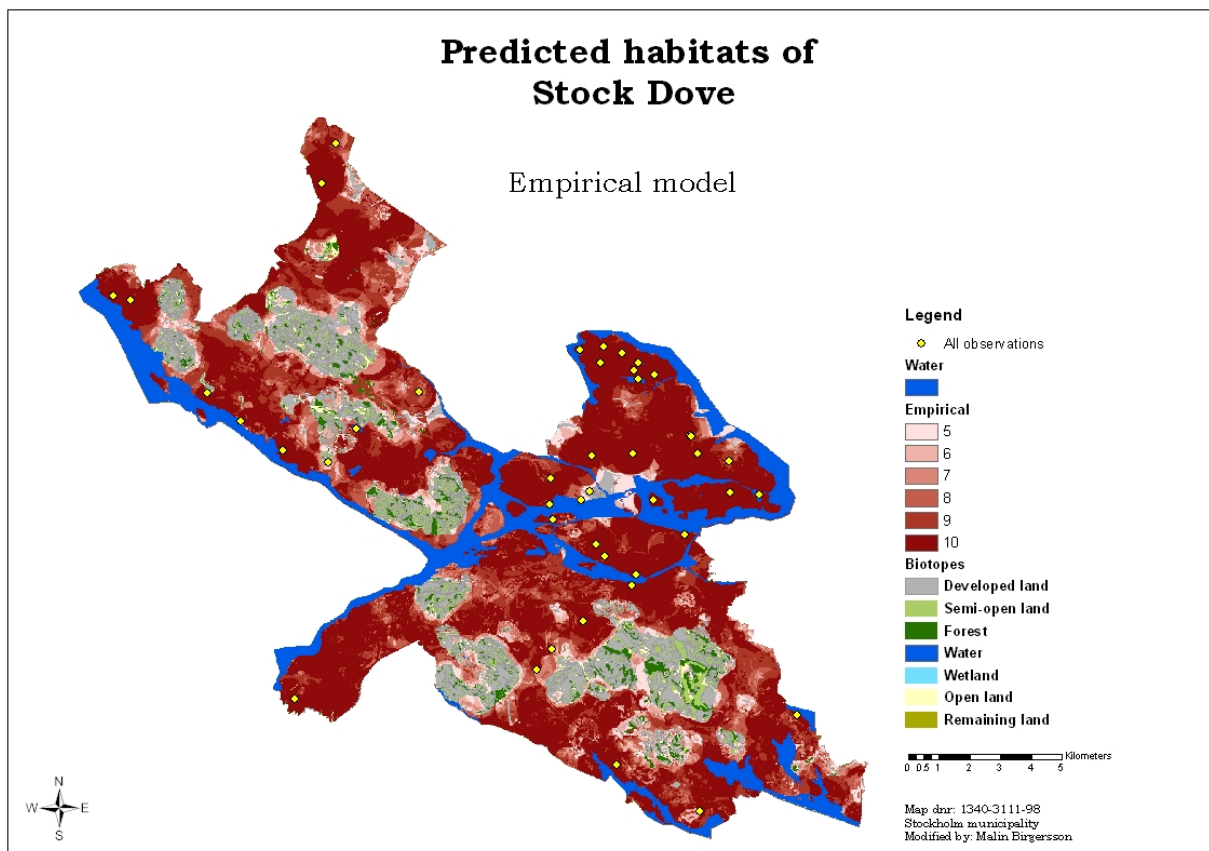 Predicted habitats of
Stock Dove
Empirical model
Legend
All observations
Water
Empirical
5
6
7
8
9
10
Biotopes
Developed land
Semi-open land
Forest
Water
Wetland
Open land
Remaining land
Kilometers
0 0.5 1 2 3 4 5
N
W E
S
Map dnr: 1340-3111-98
Stockholm municipality
Modified by: Malin Birgersson